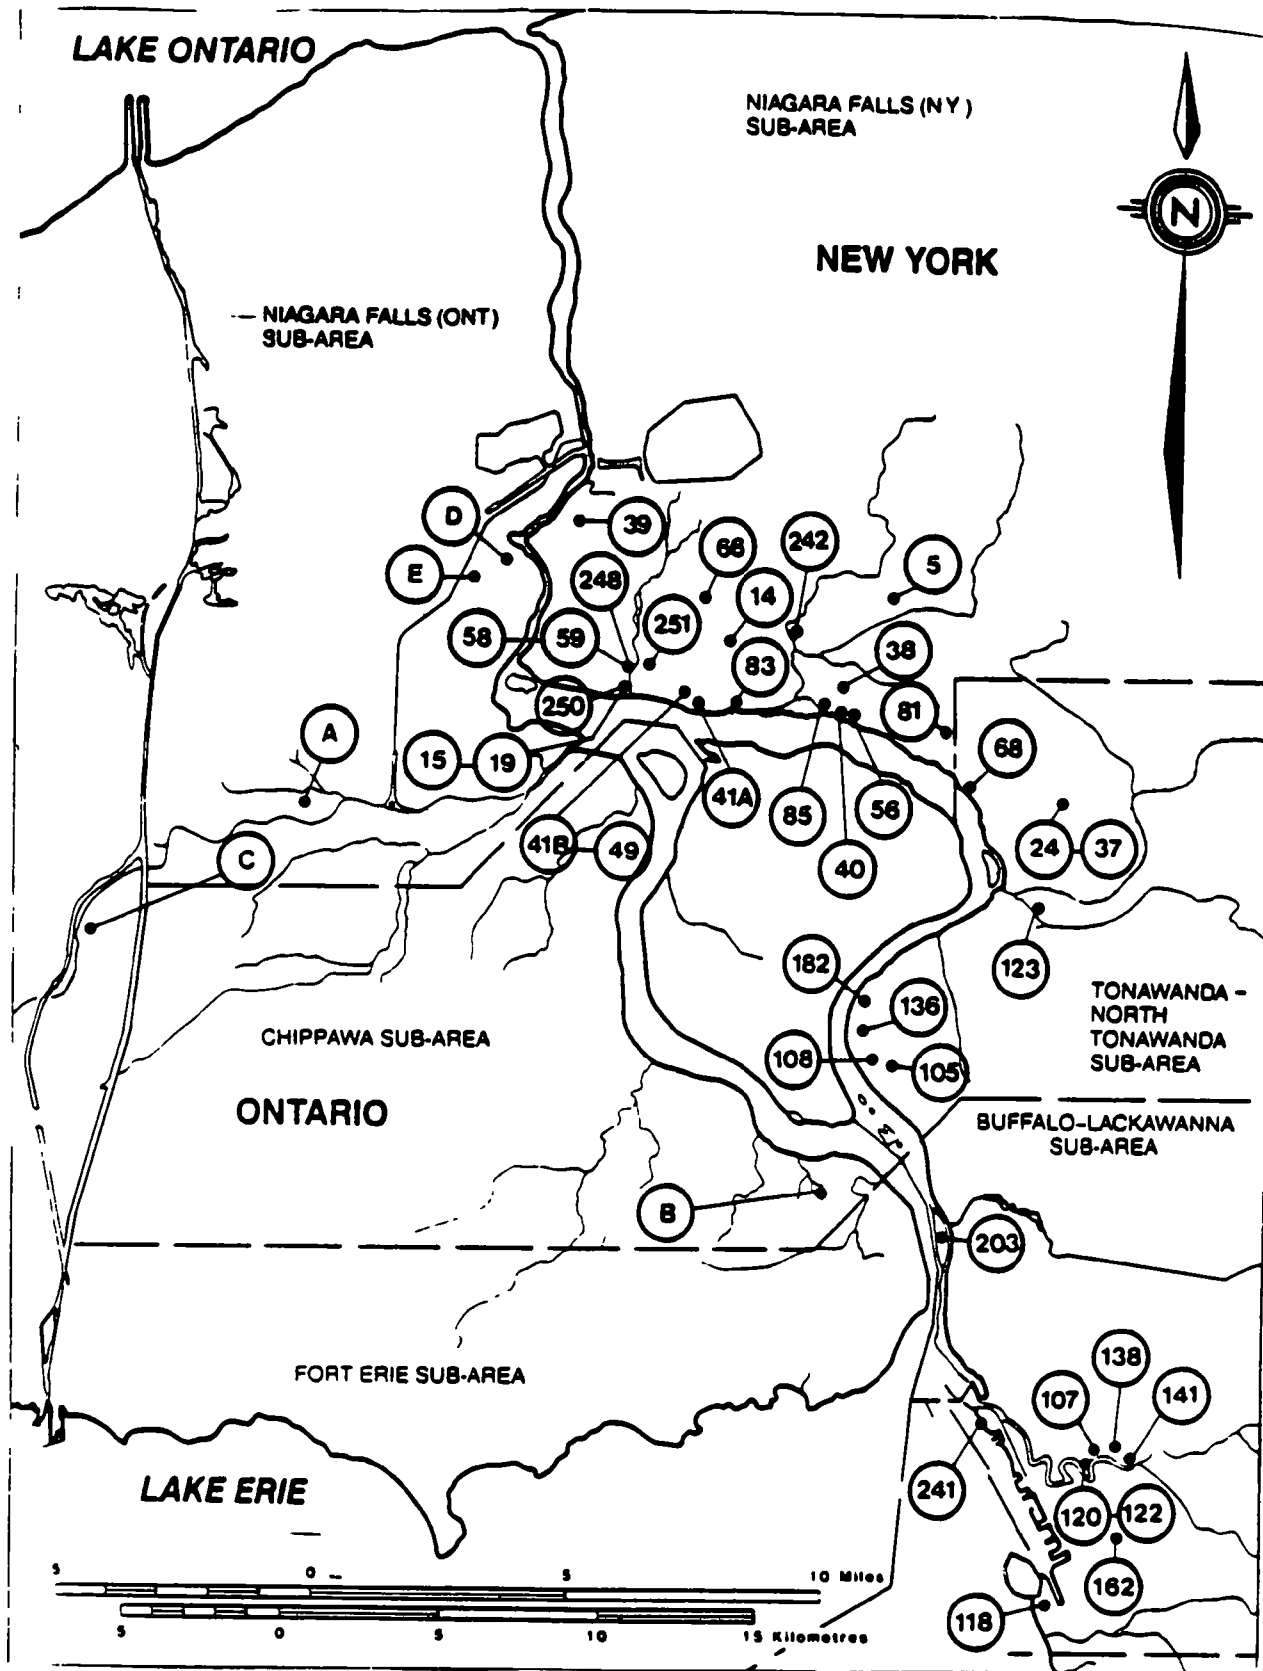 LAKE ONTARIO
NIAGARA FALLS (N Y)
SUB-AREA
N
NEW YORK
NIAGARA FALLS (ONT)
SUB-AREA
D
39
E
248
66
242
5
14
58
59
251
38
83
250
81
A
15
19
68
41A
85
56
24
37
C
41B
49
40
182
123
136
TONAWANDA -
NORTH
TONAWANDA
SUB-AREA
CHIPPAWA SUB-AREA
108
105
ONTARIO
BUFFALO-LACKAWANNA
SUB-AREA
B
203
FORT ERIE SUB-AREA
138
107
141
LAKE ERIE
241
120
122
162
118
5 0 5 10 Miles
5 0 5 10 15 Kilometres